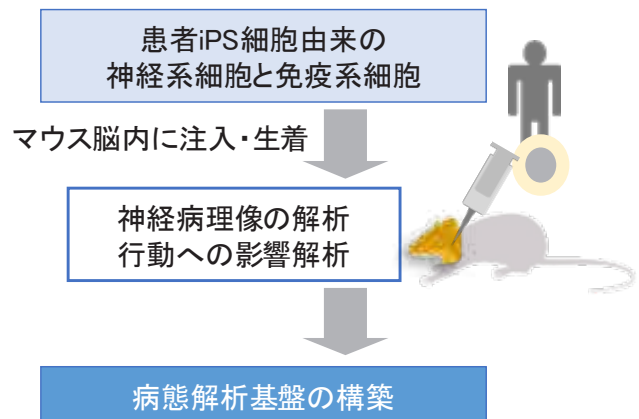 患者iPS細胞由来の
神経系細胞と免疫系細胞
マウス脳内に注入・生着
神経病理像の解析
行動への影響解析
病態解析基盤の構築